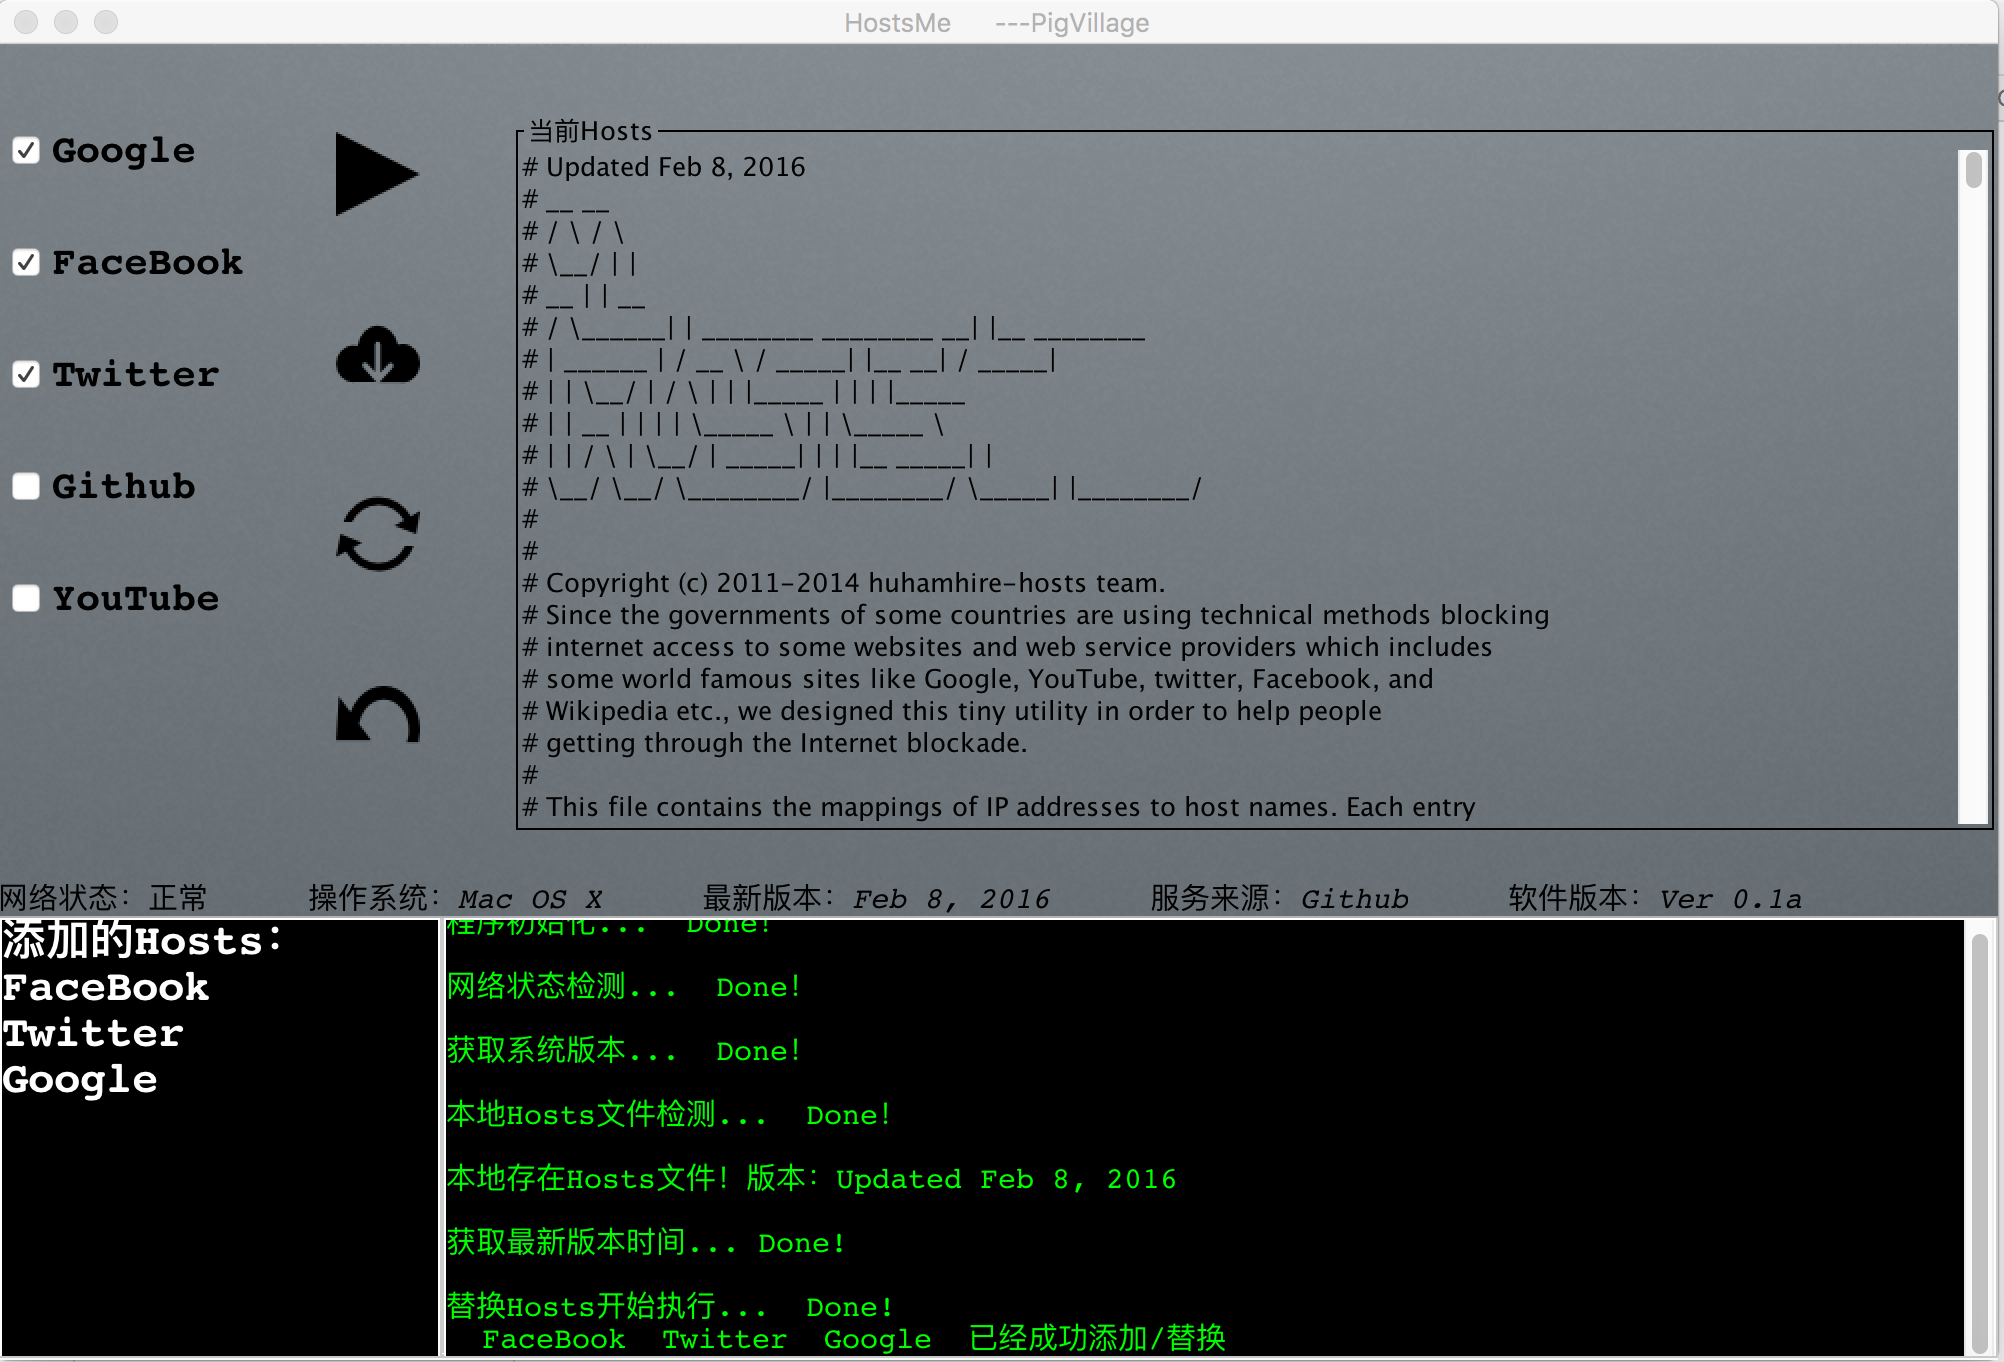 HostsMe      ---PigVillage
Google
FaceBook
Twitter
Github
YouTube
当前Hosts
# Updated Feb 8, 2016
# __ __
# / \ / \
# \__/ | |
# __ | | __
# / \______| | ________ ________ __| |__ ________
# | ______ | / __ \ / _____| |__ __| / _____|
# | | \__/ | / \ | | |_____ | | | |_____
# | | __ | | | | \_____ \ | | \_____ \
# | | / \ | \__/ | _____| | | |__ _____| |
# \__/ \__/ \________/ |________/ \_____| |________/
#
#
# Copyright (c) 2011-2014 huhamhire-hosts team.
# Since the governments of some countries are using technical methods blocking
# internet access to some websites and web service providers which includes
# some world famous sites like Google, YouTube, twitter, Facebook, and
# Wikipedia etc., we designed this tiny utility in order to help people
# getting through the Internet blockade.
#
# This file contains the mappings of IP addresses to host names. Each entry
网络状态：正常 操作系统：Mac OS X 最新版本：Feb 8, 2016 服务来源：Github 软件版本：Ver 0.1a
添加的Hosts:
FaceBook
Twitter
Google
程序初始化... Done!
网络状态检测... Done!
获取系统版本... Done!
本地Hosts文件检测... Done!
本地存在Hosts文件！版本：Updated Feb 8, 2016
获取最新版本时间... Done!
替换Hosts开始执行... Done!
FaceBook Twitter Google 已经成功添加/替换